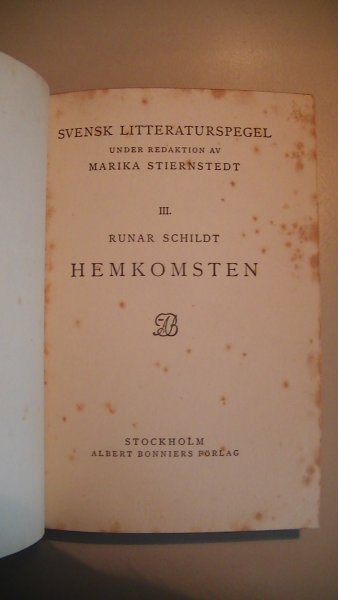 SVENSK LITTERATURSPEGEL
UNDER REDAKTION AV
MARIKA STIERNSTEDT
III.
RUNAR SCHILDT
HEMKOMSTEN
AB
STOCKHOLM
ALBERT BONNIERS FÖRLAG